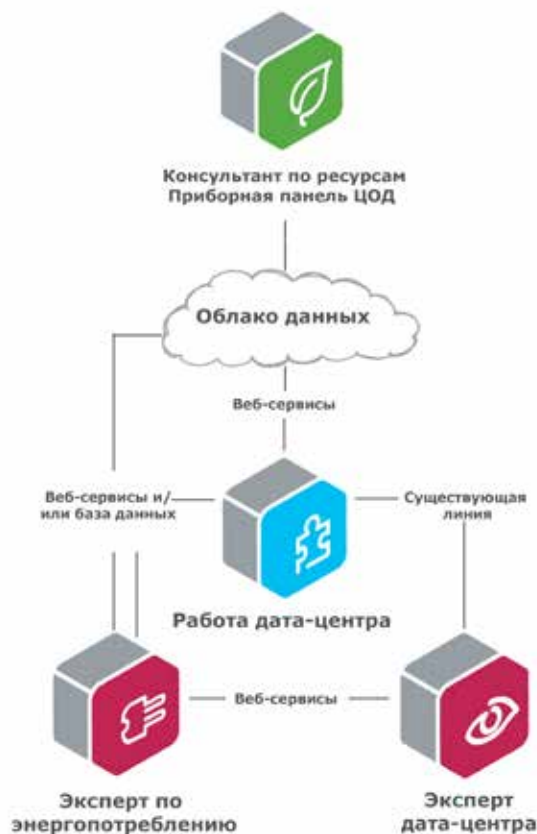 Консультант по ресурсам
Приборная панель ЦОД
Облако данных
Веб-сервисы
Веб-сервисы и/
или база данных
Существующая
линия
Работа дата-центра
Веб-сервисы
Эксперт по
энергопотреблению
Эксперт
дата-центра